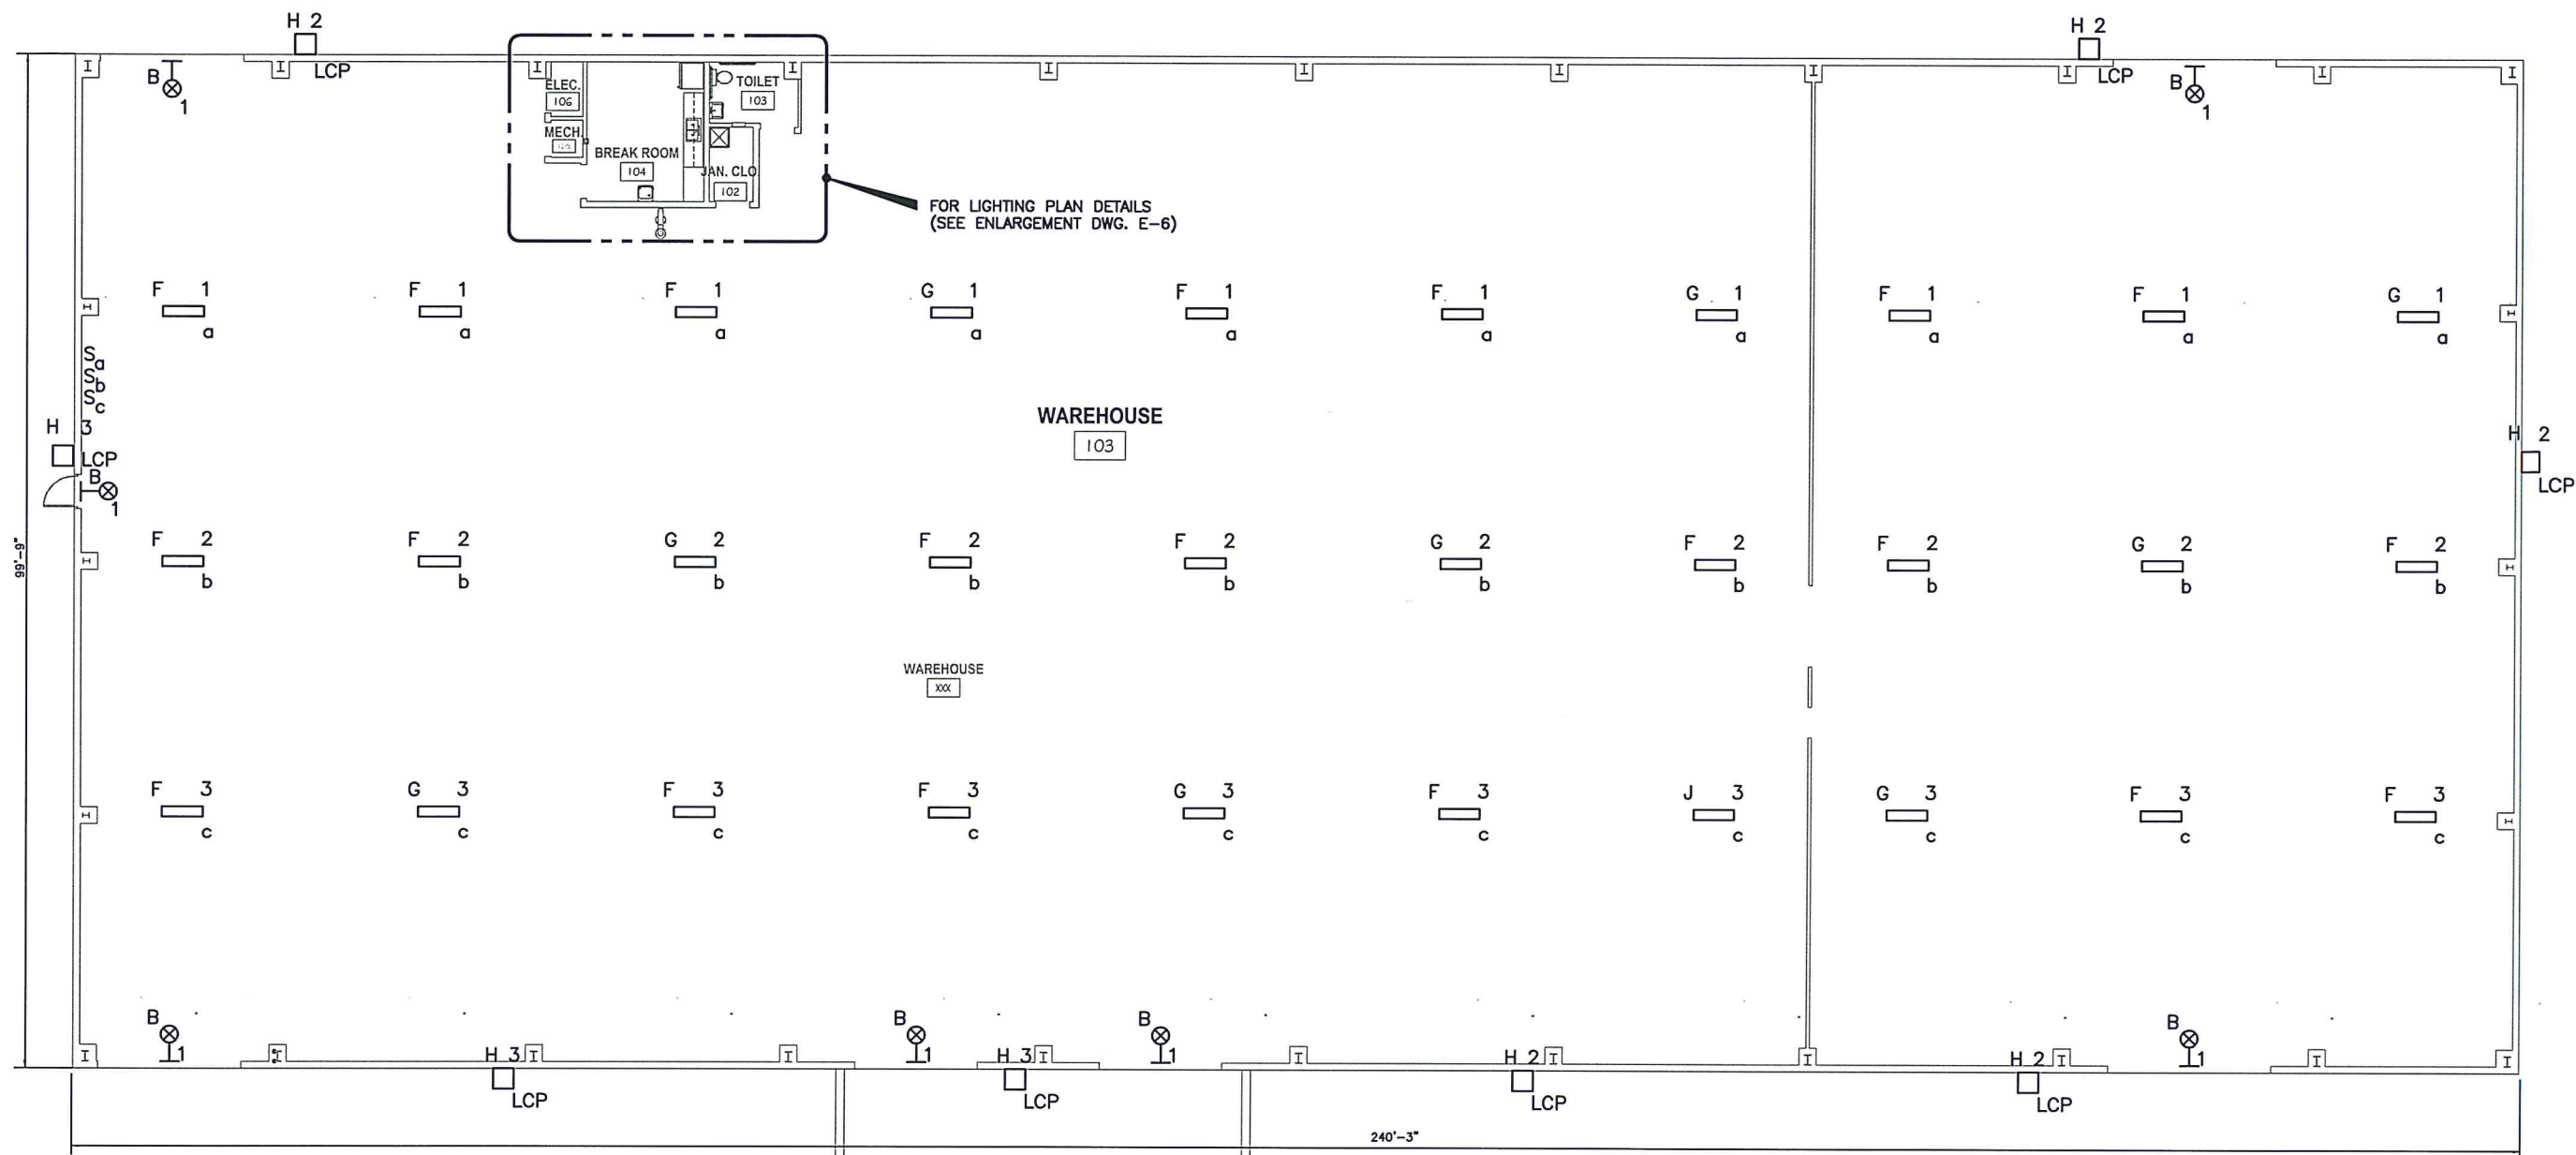 H 2
H 2
LCP
LCP
B
1
B
1
ELEC.
106
TOILET
103
MECH.
105
BREAK ROOM
104
JAN. CLO
102
FOR LIGHTING PLAN DETAILS
(SEE ENLARGEMENT DWG. E-6)
F 1
F 1
F 1
G 1
F 1
F 1
G 1
F 1
F 1
G 1
a
a
a
a
a
a
a
a
a
a
Sa
Sb
Sc
WAREHOUSE
103
H 3
LCP
B
1
H 2
LCP
99'-9"
F 2
F 2
G 2
F 2
F 2
G 2
F 2
F 2
G 2
F 2
b
b
b
b
b
b
b
b
b
b
WAREHOUSE
XXX
F 3
G 3
F 3
F 3
G 3
F 3
J 3
G 3
F 3
F 3
c
c
c
c
c
c
c
c
c
c
B
1
B
1
B
1
B
1
H 3
H 3
H 2
H 2
LCP
LCP
LCP
LCP
240'-3"